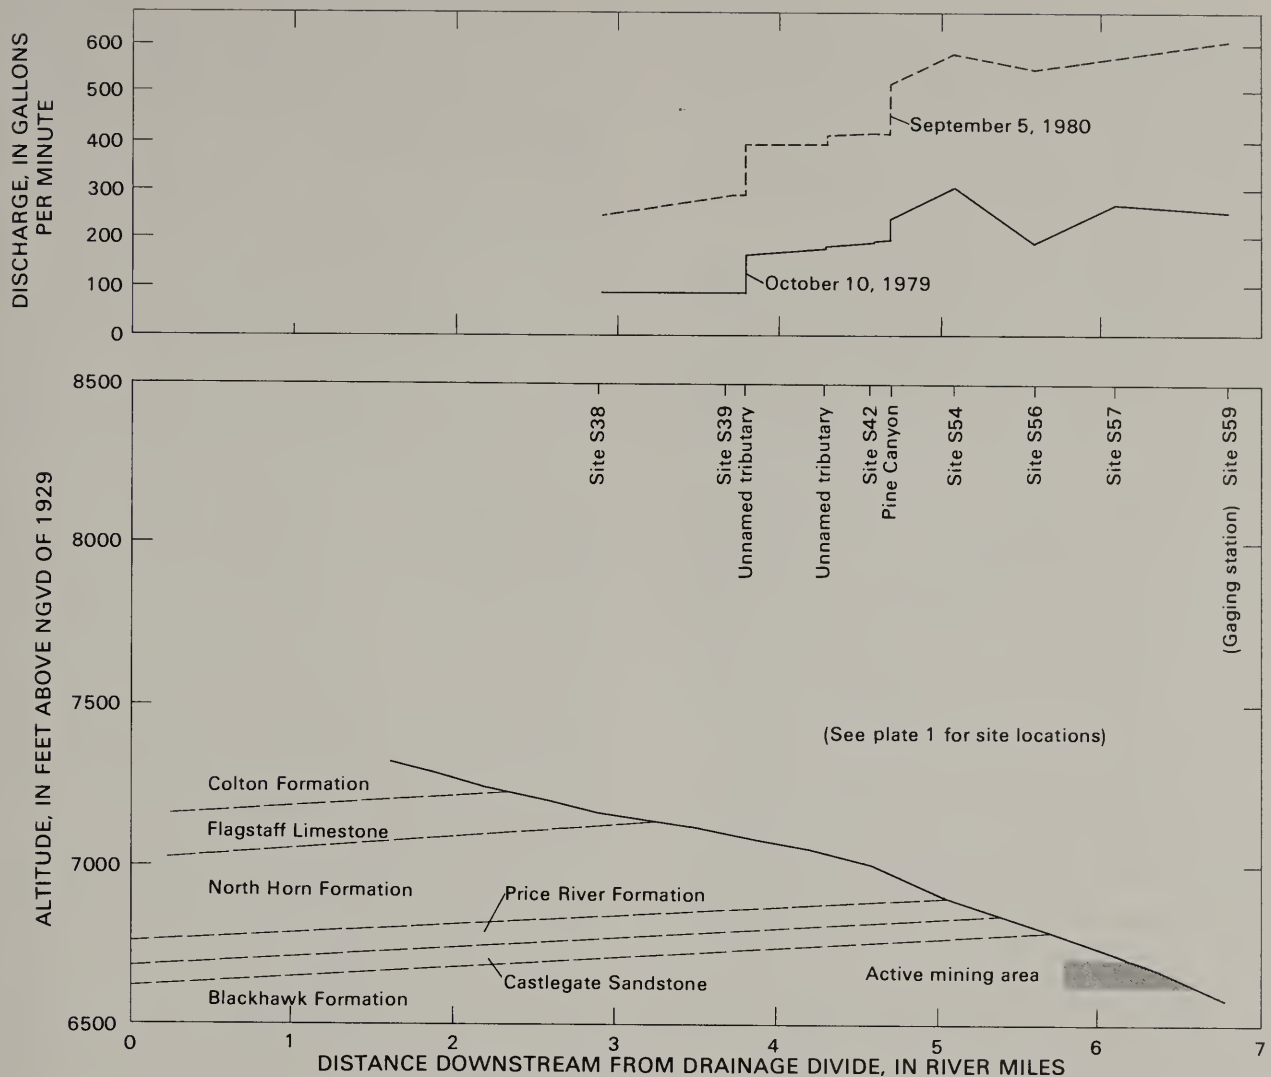 DISCHARGE, IN GALLONS
PER MINUTE
600
500
400
300
200
100
0
September 5, 1980
October 10, 1979
ALTITUDE, IN FEET ABOVE NGVD OF 1929
8500
8000
7500
7000
6500
Site S38
Site S39
Unnamed tributary
Unnamed tributary
Site S42
Pine Canyon
Site S54
Site S56
Site S57
(Gaging station) Site S59
(See plate 1 for site locations)
Colton Formation
Flagstaff Limestone
North Horn Formation
Price River Formation
Castlegate Sandstone
Blackhawk Formation
Active mining area
0 1 2 3 4 5 6 7
DISTANCE DOWNSTREAM FROM DRAINAGE DIVIDE, IN RIVER MILES